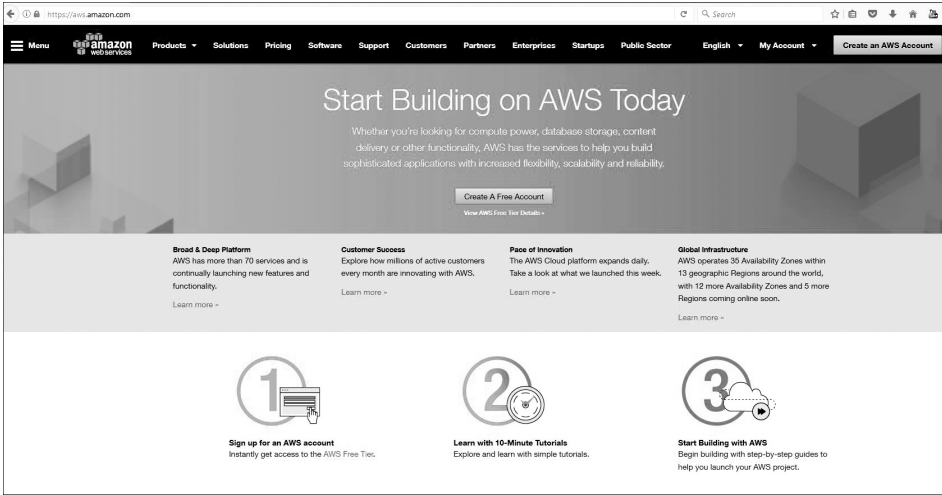 https://aws.amazon.com
Search
Menu
amazon
webservices
Products
Solutions
Pricing
Software
Support
Customers
Partners
Enterprises
Startups
Public Sector
English
My Account
Create an AWS Account
Start Building on AWS Today
Whether you're looking for compute power, database storage, content
delivery or other functionality, AWS has the services to help you build
sophisticated applications with increased flexibility, scalability and reliability.
Create A Free Account
View AWS Free Tier Details »
Broad & Deep Platform
AWS has more than 70 services and is
continually launching new features and
functionality.
Learn more »
Customer Success
Explore how millions of active customers
every month are innovating with AWS.
Learn more »
Pace of Innovation
The AWS Cloud platform expands daily.
Take a look at what we launched this week.
Learn more »
Global Infrastructure
AWS operates 35 Availability Zones within
13 geographic Regions around the world,
with 12 more Availability Zones and 5 more
Regions coming online soon.
Learn more »
1
Sign up for an AWS account
Instantly get access to the AWS Free Tier.
2
Learn with 10-Minute Tutorials
Explore and learn with simple tutorials.
3
Start Building with AWS
Begin building with step-by-step guides to
help you launch your AWS project.